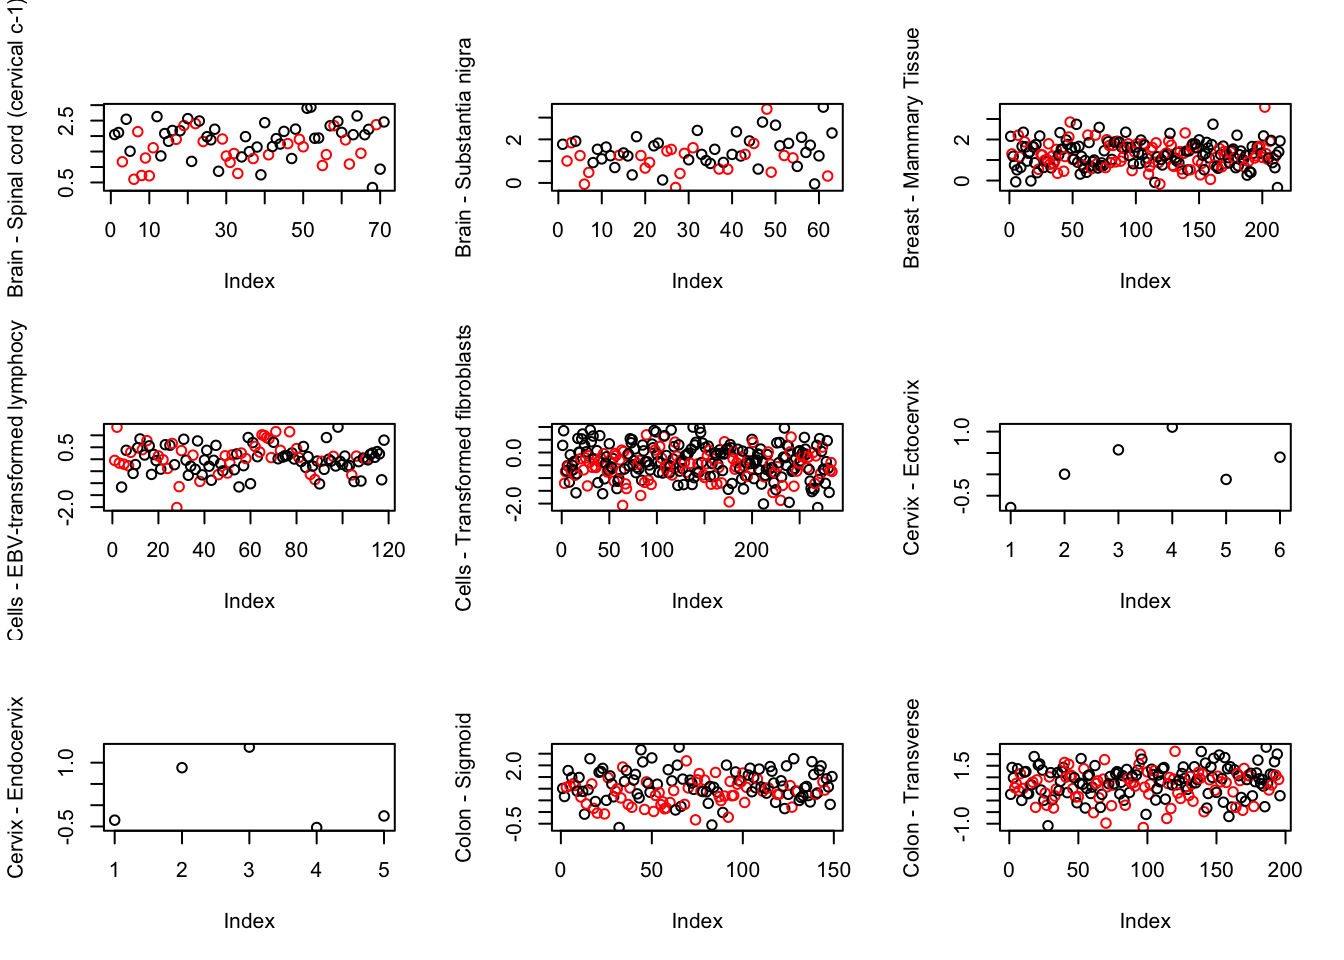 Brain - Spinal cord (cervical c-1)
2.5
0.5
0 10 30 50 70
Index
Brain - Substantia nigra
2
0
0 10 20 30 40 50 60
Index
Breast - Mammary Tissue
2
0
0 50 100 150 200
Index
Cells - EBV-transformed lymphocy
0.5
-2.0
0 20 40 60 80 120
Index
Cells - Transformed fibroblasts
0.0
-2.0
0 50 100 200
Index
Cervix - Ectocervix
1.0
-0.5
1 2 3 4 5 6
Index
Cervix - Endocervix
1.0
-0.5
1 2 3 4 5
Index
Colon - Sigmoid
2.0
-0.5
0 50 100 150
Index
Colon - Transverse
1.5
-1.0
0 50 100 150 200
Index